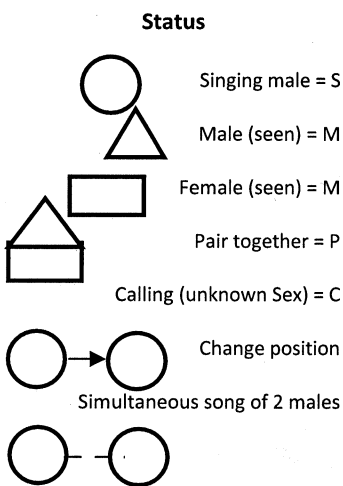 Status
Singing male = S
Male (seen) = M
Female (seen) = M
Pair together = P
Calling (unknown Sex) = C
Change position
Simultaneous song of 2 males